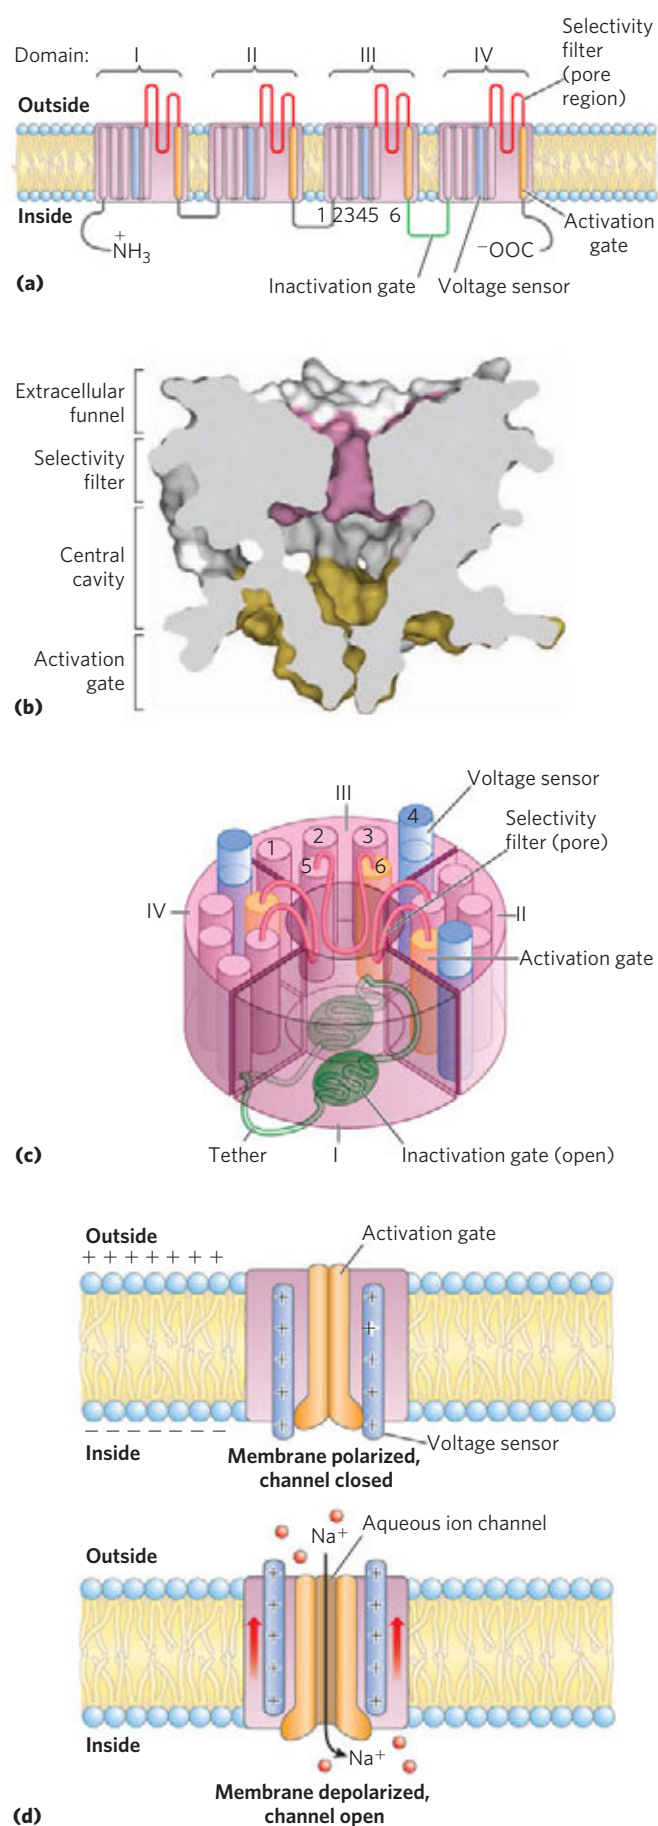 Domain: I II III IV
Selectivity
filter
(pore
region)
Outside
Inside
1 2345 6
+
NH3
−OOC
Activation
gate
Inactivation gate
Voltage sensor
(a)
Extracellular
funnel
Selectivity
filter
Central
cavity
Activation
gate
(b)
Voltage sensor
III
4
Selectivity
filter (pore)
1 2 3
5 6
IV
II
Activation gate
Tether
I
Inactivation gate (open)
(c)
Activation gate
Outside
+ + + + + + +
+ +
+ +
+ +
+ +
+ +
− − − − − − −
Inside
Voltage sensor
Membrane polarized,
channel closed
Aqueous ion channel
Na+
Outside
+ +
+ +
+ +
+ +
+ +
Inside
Na+
Membrane depolarized,
channel open
(d)